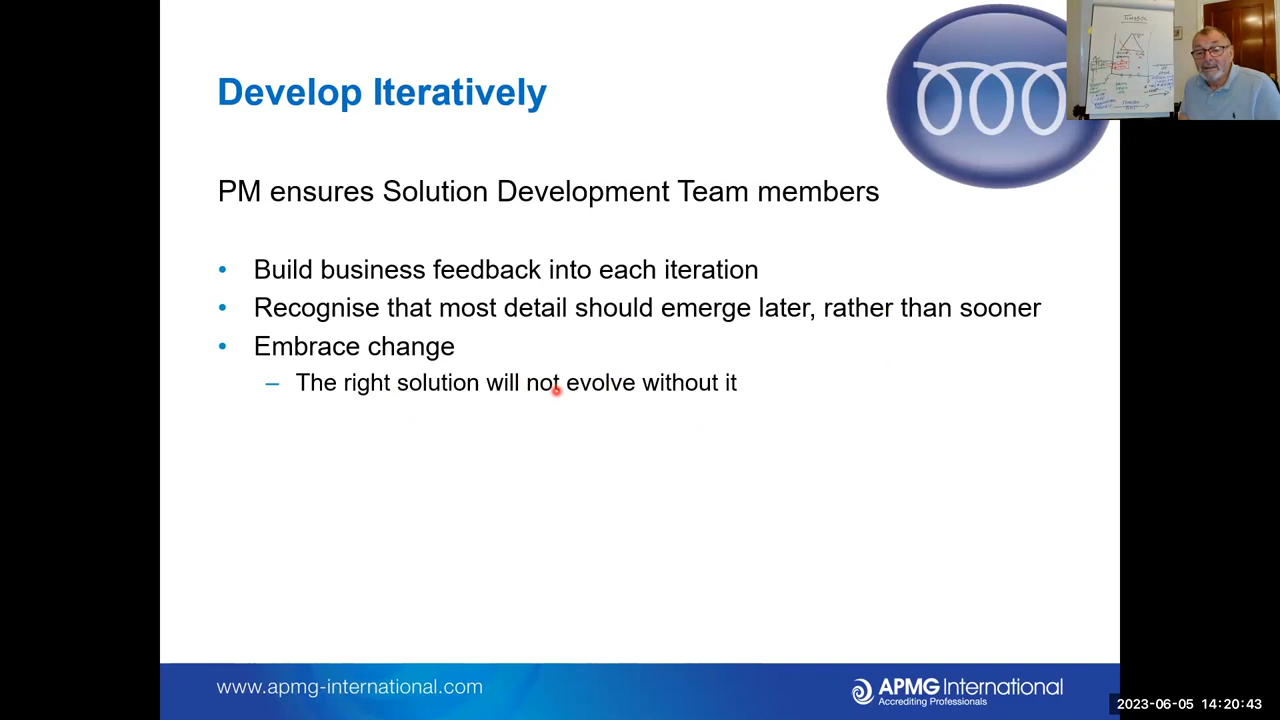 Develop Iteratively
PM ensures Solution Development Team members
• Build business feedback into each iteration
• Recognise that most detail should emerge later, rather than sooner
• Embrace change
– The right solution will not evolve without it
www.apmg-international.com
APMG International
Accrediting Professionals
2023-06-05 14:20:43